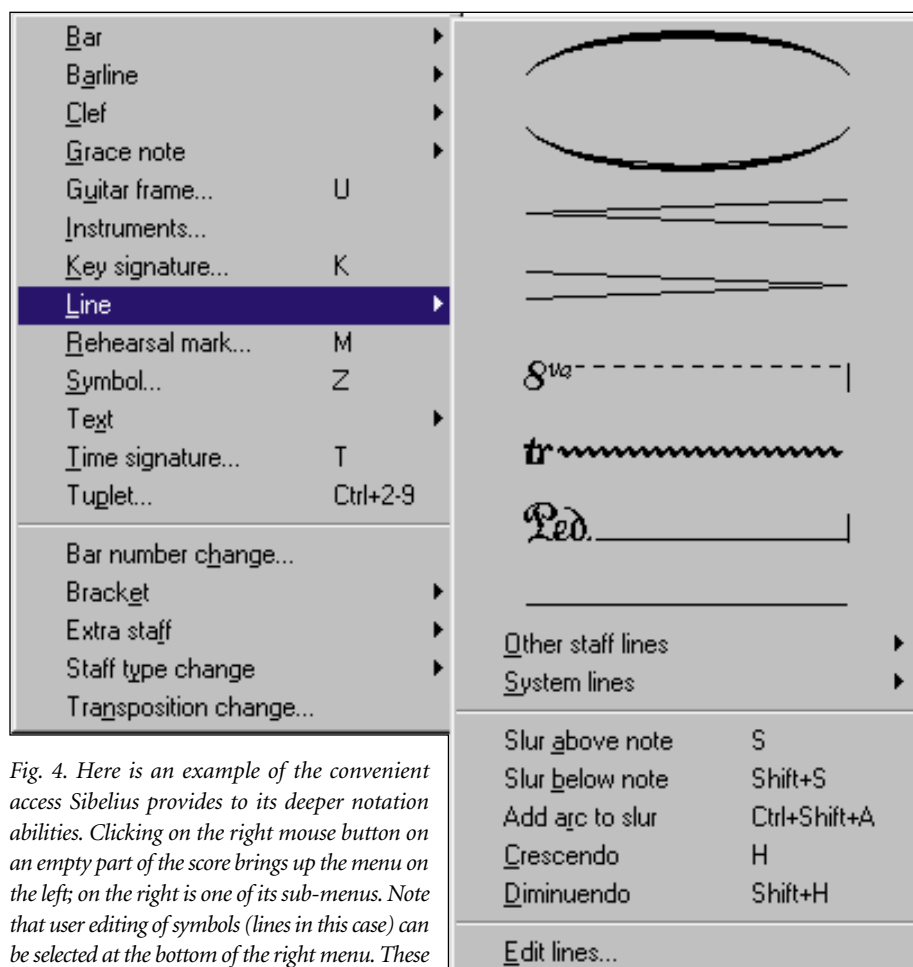 Bar
Barline
Clef
Grace note
Guitar frame... U
Instruments...
Key signature... K
Line
Rehearsal mark... M
Symbol... Z
Text
Time signature... T
Tuplet... Ctrl+2-9
Bar number change...
Bracket
Extra staff
Staff type change
Transposition change...
8va
tr
Ped.
Other staff lines
System lines
Slur above note S
Slur below note Shift+S
Add arc to slur Ctrl+Shift+A
Crescendo H
Diminuendo Shift+H
Edit lines...
Fig. 4. Here is an example of the convenient
access Sibelius provides to its deeper notation
abilities. Clicking on the right mouse button on
an empty part of the score brings up the menu on
the left; on the right is one of its sub-menus. Note
that user editing of symbols (lines in this case) can
be selected at the bottom of the right menu. These